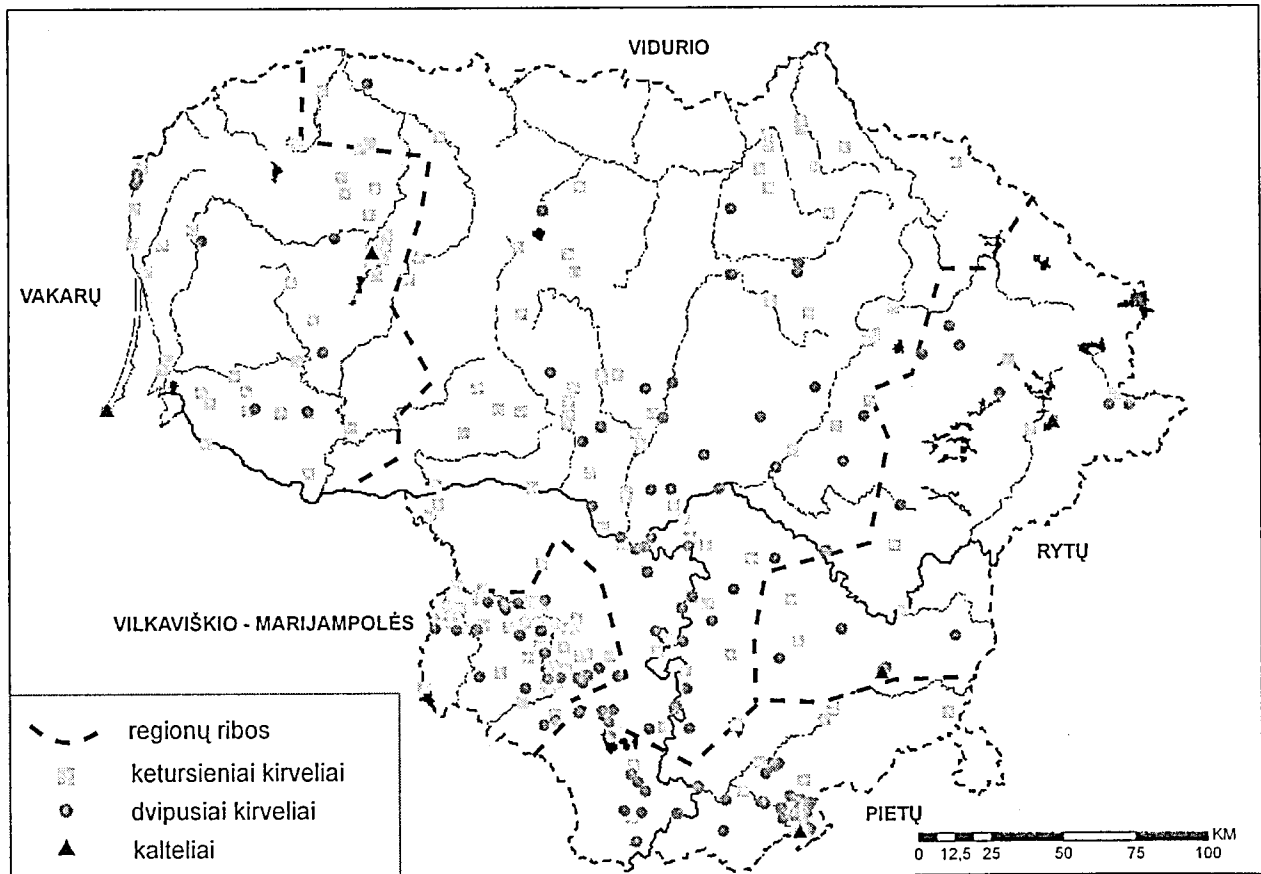 VIDURIO
VAKARŲ
RYTŲ
VILKAVIŠKIO - MARIJAMPOLĖS
PIETŲ
regionų ribos
ketursieniai kirveliai
dvipusiai kirveliai
kalteliai
KM
0 12,5 25 50 75 100